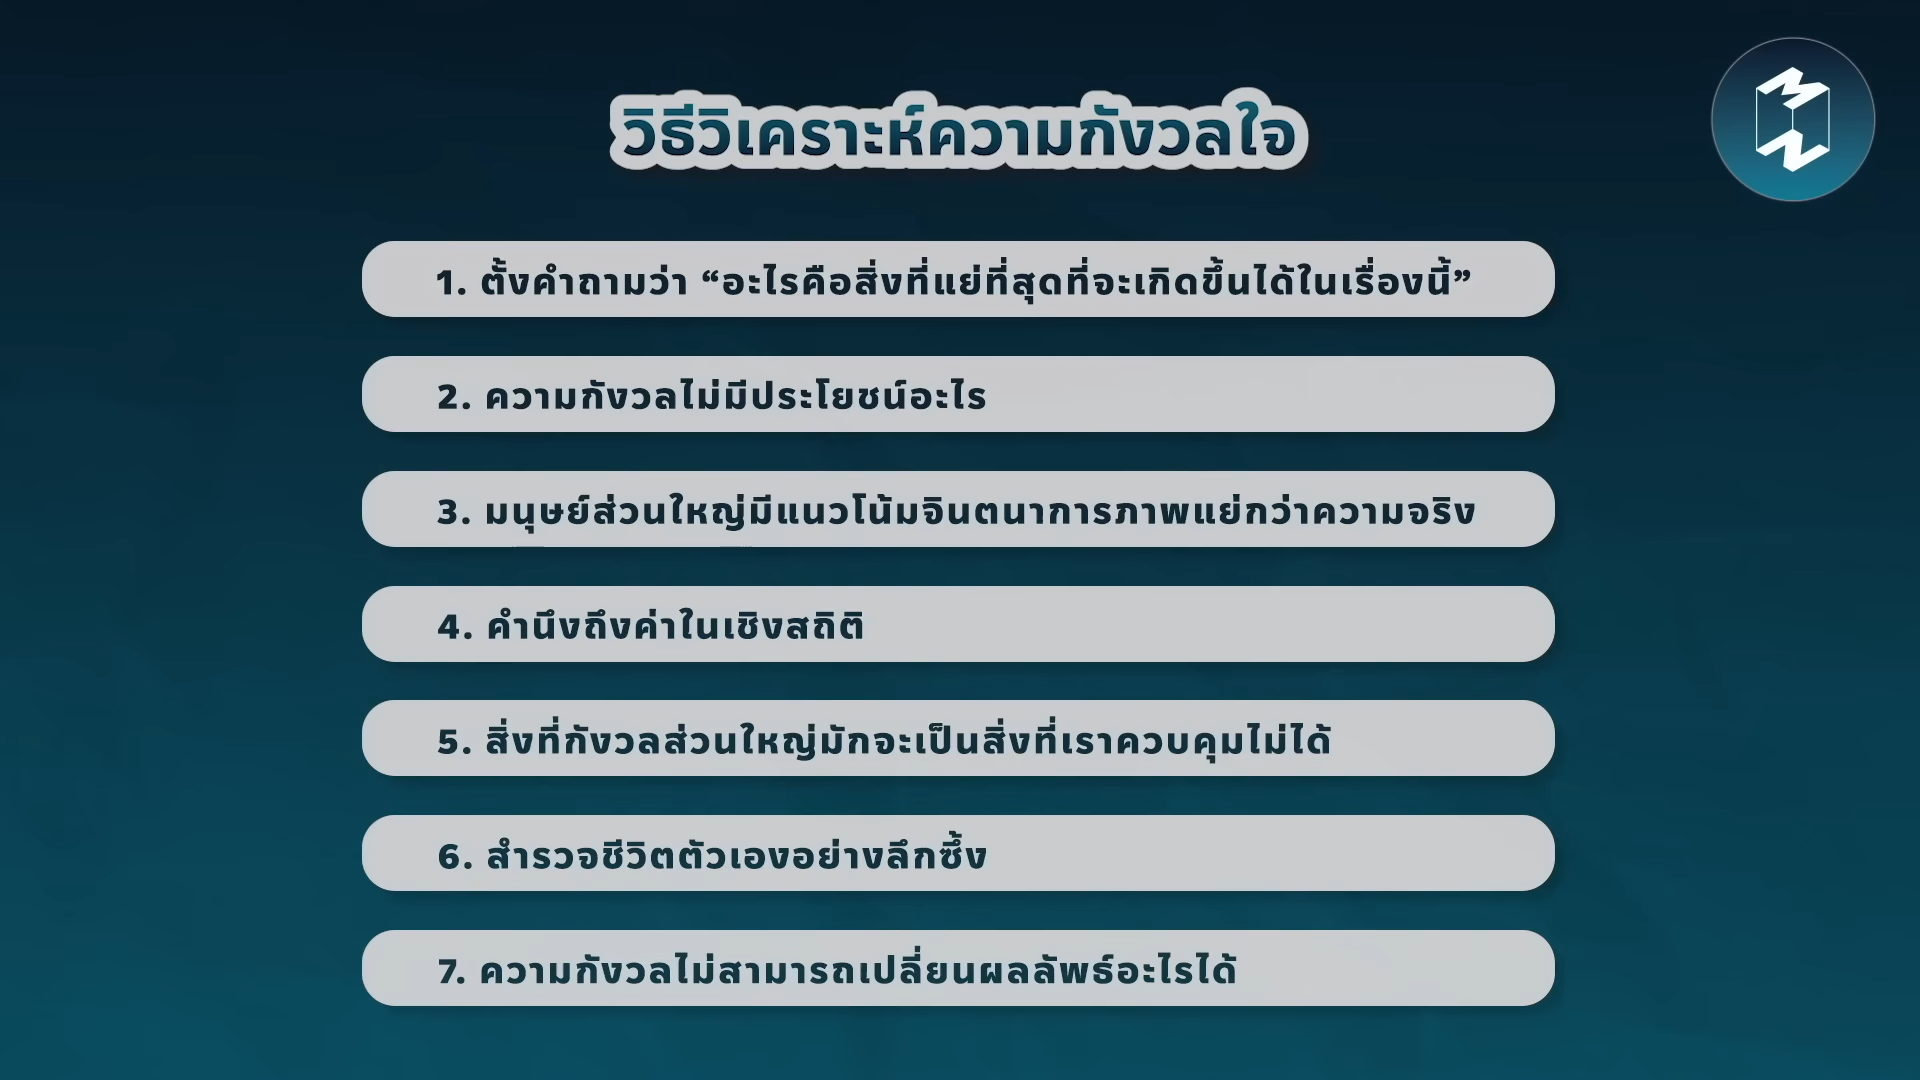 วิธีวิเคราะห์ความกังวลใจ
1. ตั้งคำถามว่า “อะไรคือสิ่งที่แย่ที่สุดที่จะเกิดขึ้นได้ในเรื่องนี้”
2. ความกังวลไม่มีประโยชน์อะไร
3. มนุษย์ส่วนใหญ่มีแนวโน้มจินตนาการภาพแย่กว่าความจริง
4. คำนึงถึงค่าในเชิงสถิติ
5. สิ่งที่กังวลส่วนใหญ่มักจะเป็นสิ่งที่เราควบคุมไม่ได้
6. สำรวจชีวิตตัวเองอย่างลึกซึ้ง
7. ความกังวลไม่สามารถเปลี่ยนผลลัพธ์อะไรได้